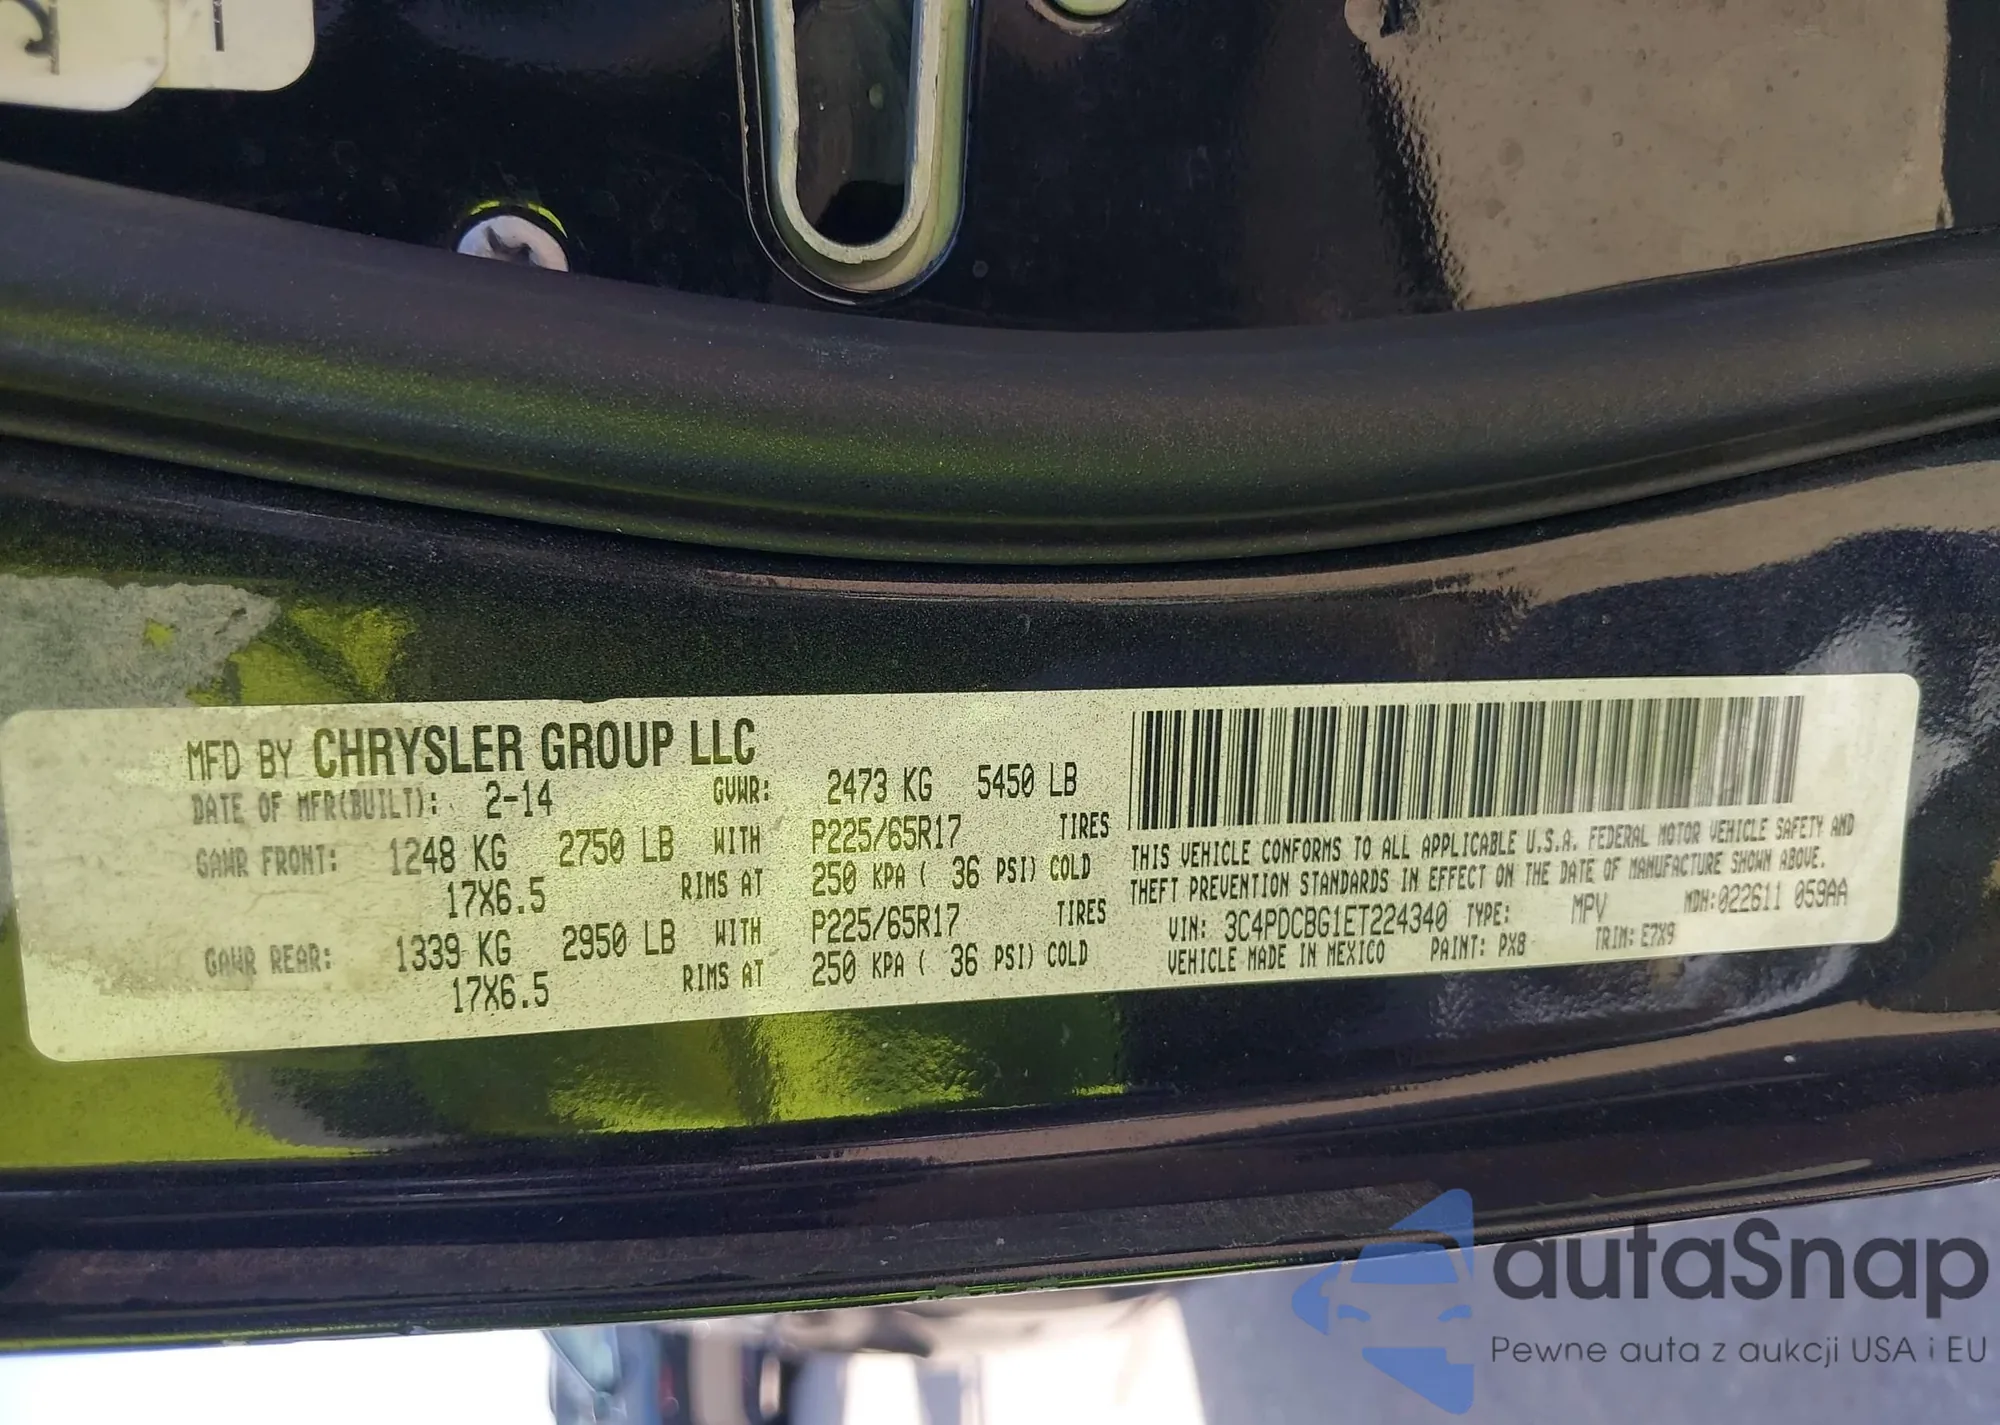 MFD BY CHRYSLER GROUP LLC
DATE OF MFR(BUILT): 2-14 GVWR: 2473 KG 5450 LB
GAWR FRONT: 1248 KG 2750 LB WITH P225/65R17 TIRES
17X6.5 RIMS AT 250 KPA ( 36 PSI) COLD
GAWR REAR: 1339 KG 2950 LB WITH P225/65R17 TIRES
17X6.5 RIMS AT 250 KPA ( 36 PSI) COLD
THIS VEHICLE CONFORMS TO ALL APPLICABLE U.S.A. FEDERAL MOTOR VEHICLE SAFETY AND
THEFT PREVENTION STANDARDS IN EFFECT ON THE DATE OF MANUFACTURE SHOWN ABOVE.
VIN: 3C4PDCBG1ET224340 TYPE: MPV MDH:022611 059AA
VEHICLE MADE IN MEXICO PAINT: PX8 TRIM: E7X9
autaSnap
Pewne auta z aukcji USA i EU